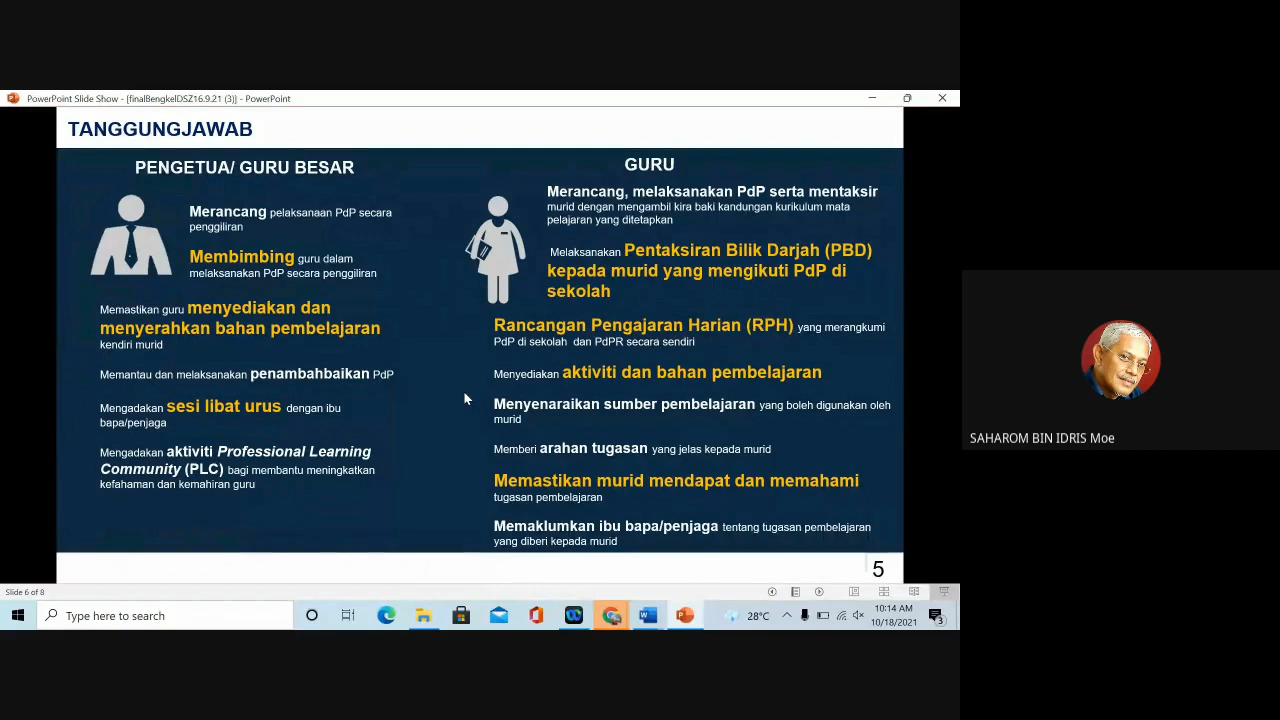 PowerPoint Slide Show - [finalBengkelDSZ16.9.21 (3)] - PowerPoint
TANGGUNGJAWAB
PENGETUA/ GURU BESAR
Merancang pelaksanaan PdP secara
penggiliran
Membimbing guru dalam
melaksanakan PdP secara penggiliran
Memastikan guru menyediakan dan
menyerahkan bahan pembelajaran
kendiri murid
Memantau dan melaksanakan penambahbaikan PdP
Mengadakan sesi libat urus dengan ibu
bapa/penjaga
Mengadakan aktiviti Professional Learning
Community (PLC) bagi membantu meningkatkan
kefahaman dan kemahiran guru
GURU
Merancang, melaksanakan PdP serta mentaksir
murid dengan mengambil kira baki kandungan kurikulum mata
pelajaran yang ditetapkan
Melaksanakan Pentaksiran Bilik Darjah (PBD)
kepada murid yang mengikuti PdP di
sekolah
Rancangan Pengajaran Harian (RPH) yang merangkumi
PdP di sekolah dan PdPR secara sendiri
Menyediakan aktiviti dan bahan pembelajaran
Menyenaraikan sumber pembelajaran yang boleh digunakan oleh
murid
Memberi arahan tugasan yang jelas kepada murid
Memastikan murid mendapat dan memahami
tugasan pembelajaran
Memaklumkan ibu bapa/penjaga tentang tugasan pembelajaran
yang diberi kepada murid
5
Slide 6 of 8
Type here to search
28°C
10:14 AM
10/18/2021
3
SAHAROM BIN IDRIS Moe